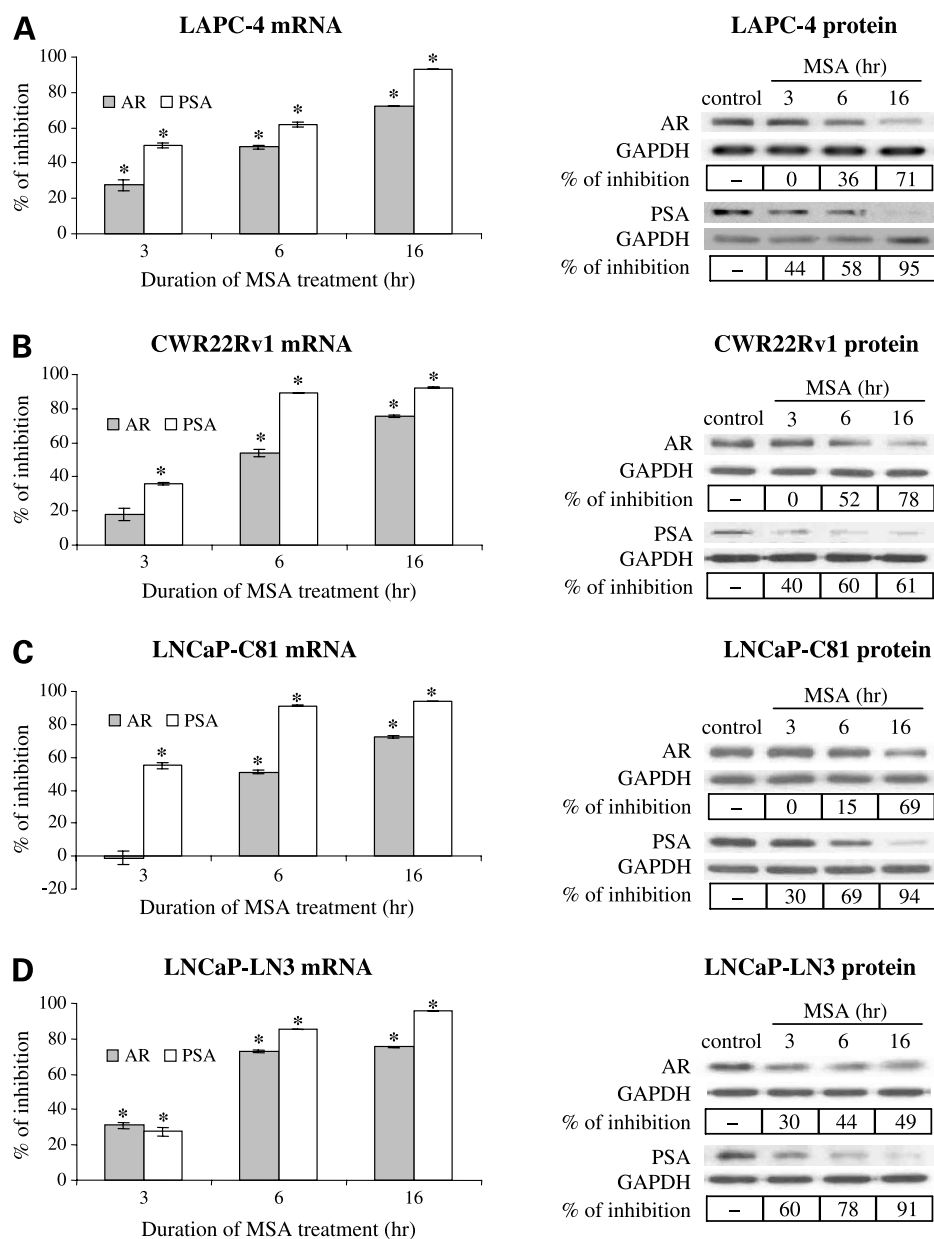 A
LAPC-4 mRNA
% of inhibition
100
80
60
40
20
0
AR PSA
* * * * * *
3 6 16
Duration of MSA treatment (hr)
LAPC-4 protein
MSA (hr)
control 3 6 16
AR
GAPDH
% of inhibition – 0 36 71
PSA
GAPDH
% of inhibition – 44 58 95
B
CWR22Rv1 mRNA
% of inhibition
100
80
60
40
20
0
AR PSA
* * * * *
3 6 16
Duration of MSA treatment (hr)
CWR22Rv1 protein
MSA (hr)
control 3 6 16
AR
GAPDH
% of inhibition – 0 52 78
PSA
GAPDH
% of inhibition – 40 60 61
C
LNCaP-C81 mRNA
% of inhibition
100
80
60
40
20
0
-20
AR PSA
* * * * *
3 6 16
Duration of MSA treatment (hr)
LNCaP-C81 protein
MSA (hr)
control 3 6 16
AR
GAPDH
% of inhibition – 0 15 69
PSA
GAPDH
% of inhibition – 30 69 94
D
LNCaP-LN3 mRNA
% of inhibition
100
80
60
40
20
0
AR PSA
* * * * * *
3 6 16
Duration of MSA treatment (hr)
LNCaP-LN3 protein
MSA (hr)
control 3 6 16
AR
GAPDH
% of inhibition – 30 44 49
PSA
GAPDH
% of inhibition – 60 78 91